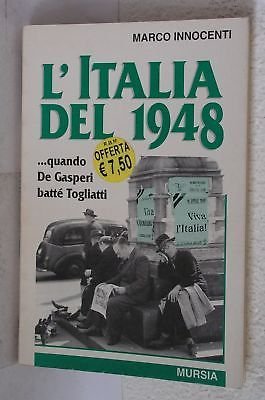 MARCO INNOCENTI
L'ITALIA
DEL 1948
OFFERTA
€ 7,50
...quando
De Gasperi
batté Togliatti
Viva
l'Italia!
MURSIA